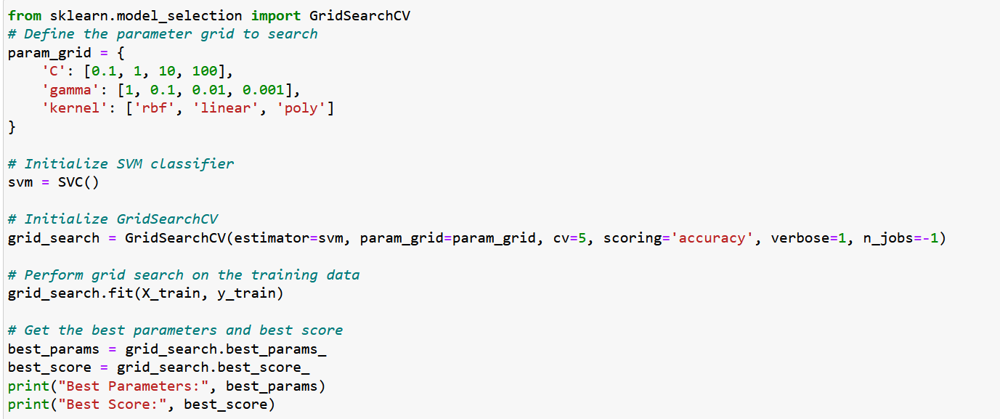 from sklearn.model_selection import GridSearchCV
# Define the parameter grid to search
param_grid = {
    'C': [0.1, 1, 10, 100],
    'gamma': [1, 0.1, 0.01, 0.001],
    'kernel': ['rbf', 'linear', 'poly']
}

# Initialize SVM classifier
svm = SVC()

# Initialize GridSearchCV
grid_search = GridSearchCV(estimator=svm, param_grid=param_grid, cv=5, scoring='accuracy', verbose=1, n_jobs=-1)

# Perform grid search on the training data
grid_search.fit(X_train, y_train)

# Get the best parameters and best score
best_params = grid_search.best_params_
best_score = grid_search.best_score_
print("Best Parameters:", best_params)
print("Best Score:", best_score)